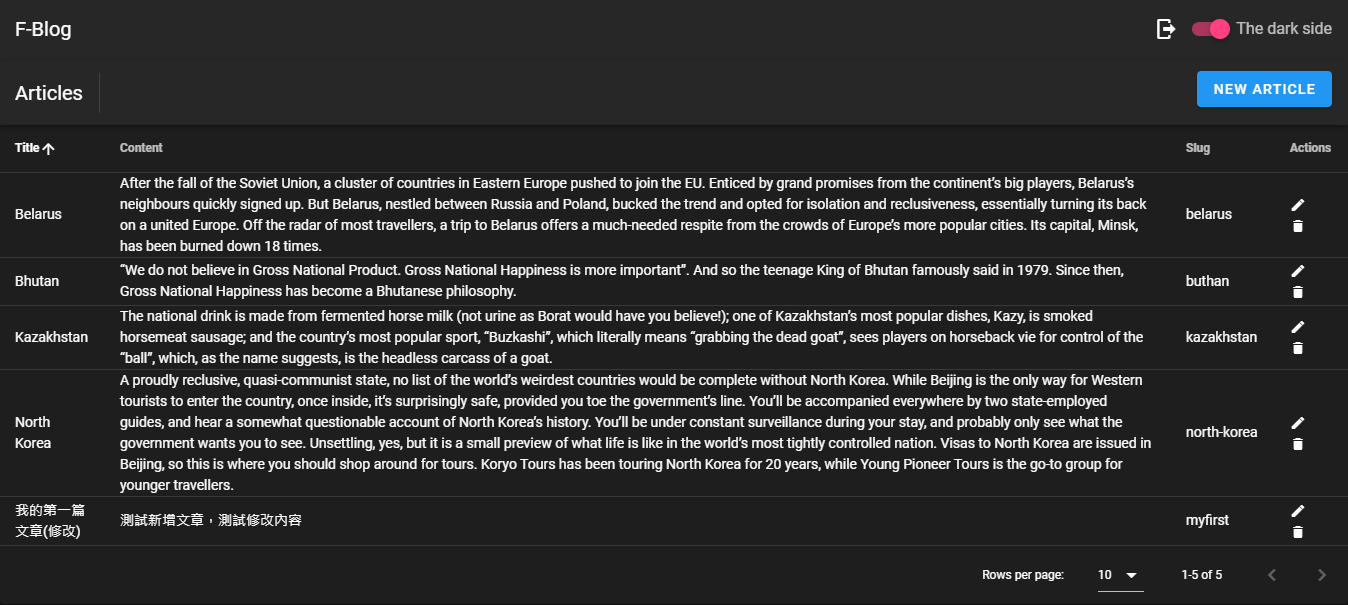 F-Blog
The dark side
Articles
NEW ARTICLE
Title
Content
Slug
Actions
Belarus
After the fall of the Soviet Union, a cluster of countries in Eastern Europe pushed to join the EU. Enticed by grand promises from the continent’s big players, Belarus’s
neighbours quickly signed up. But Belarus, nestled between Russia and Poland, bucked the trend and opted for isolation and reclusiveness, essentially turning its back
on a united Europe. Off the radar of most travellers, a trip to Belarus offers a much-needed respite from the crowds of Europe’s more popular cities. Its capital, Minsk,
has been burned down 18 times.
belarus
Bhutan
“We do not believe in Gross National Product. Gross National Happiness is more important”. And so the teenage King of Bhutan famously said in 1979. Since then,
Gross National Happiness has become a Bhutanese philosophy.
buthan
Kazakhstan
The national drink is made from fermented horse milk (not urine as Borat would have you believe!); one of Kazakhstan’s most popular dishes, Kazy, is smoked
horsemeat sausage; and the country’s most popular sport, “Buzkashi”, which literally means “grabbing the dead goat”, sees players on horseback vie for control of the
“ball”, which, as the name suggests, is the headless carcass of a goat.
kazakhstan
North
Korea
A proudly reclusive, quasi-communist state, no list of the world’s weirdest countries would be complete without North Korea. While Beijing is the only way for Western
tourists to enter the country, once inside, it’s surprisingly safe, provided you toe the government’s line. You’ll be accompanied everywhere by two state-employed
guides, and hear a somewhat questionable account of North Korea’s history. You’ll be under constant surveillance during your stay, and probably only see what the
government wants you to see. Unsettling, yes, but it is a small preview of what life is like in the world’s most tightly controlled nation. Visas to North Korea are issued in
Beijing, so this is where you should shop around for tours. Koryo Tours has been touring North Korea for 20 years, while Young Pioneer Tours is the go-to group for
younger travellers.
north-korea
我的第一篇
文章(修改)
測試新增文章，測試修改內容
myfirst
Rows per page:
10
1-5 of 5